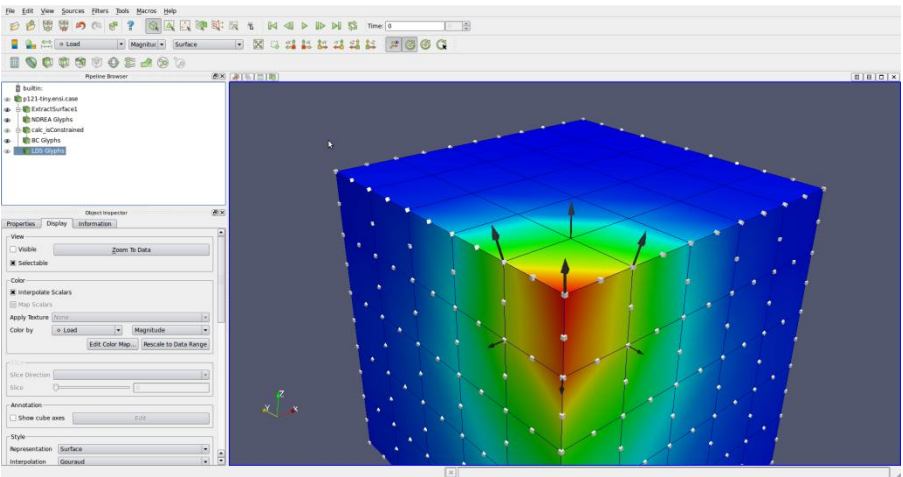 File Edit View Sources Filters Tools Macros Help
Time: 0
Load Magnitud Surface
Pipeline Browser
builtin:
p121-tiny.ensi.case
ExtractSurface1
NDREA Glyphs
calc_isConstrained
BC Glyphs
LDS Glyphs
Object Inspector
Properties Display Information
View
Visible Zoom To Data
Selectable
Color
Interpolate Scalars
Map Scalars
Apply Texture None
Color by Load Magnitude
Edit Color Map... Rescale to Data Range
Slice
Slice Direction
Slice 0
Annotation
Show cube axes Edit
Style
Representation Surface
Interpolation Gouraud
Z
Y X